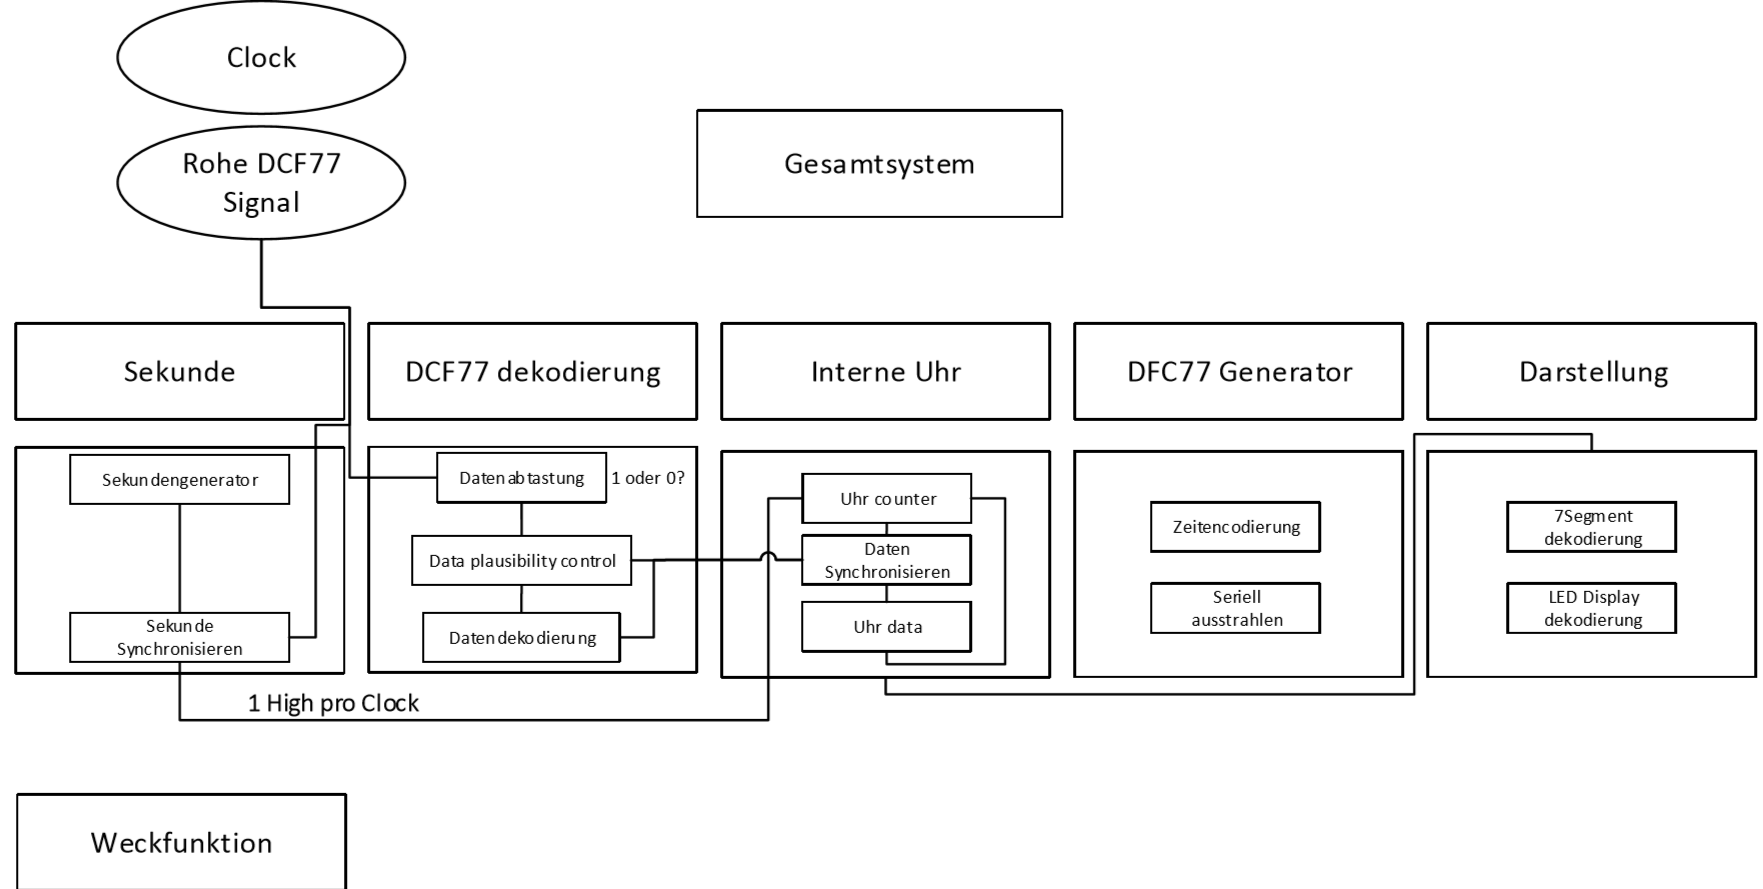 Clock
Rohe DCF77
Signal
Gesamtsystem
Sekunde
DCF77 dekodierung
Interne Uhr
DFC77 Generator
Darstellung
Sekundengenerator
Sekunde
Synchronisieren
Datenabtastung
1 oder 0?
Data plausibility control
Datendekodierung
Uhr counter
Daten
Synchronisieren
Uhr data
Zeitencodierung
Seriell
ausstrahlen
7Segment
dekodierung
LED Display
dekodierung
1 High pro Clock
Weckfunktion